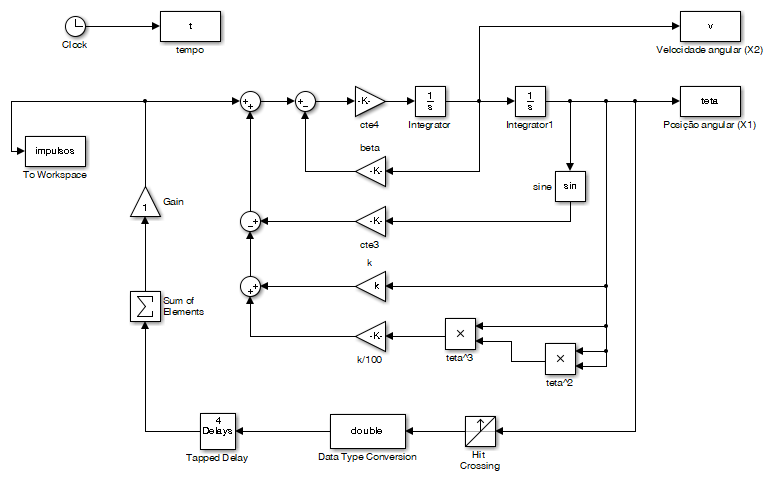 t
Clock
tempo
v
Velocidade angular (X2)
-K-
cte4
1
s
Integrator
1
s
Integrator1
teta
Posição angular (X1)
impulsos
To Workspace
beta
-K-
sine
sin
1
Gain
-K-
cte3
k
k
Sum of
Elements
-K-
k/100
×
teta^3
×
teta^2
4
Delays
Tapped Delay
double
Data Type Conversion
Hit
Crossing